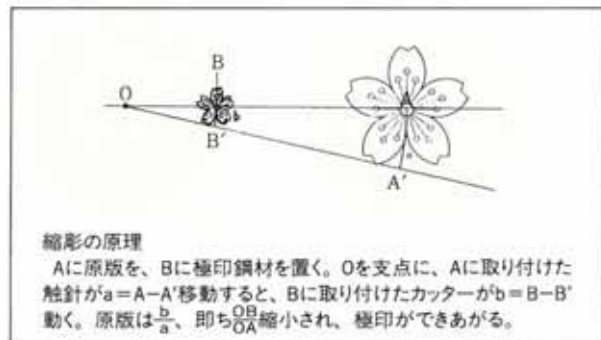 B
O
A
b
B′
a
A′
縮彫の原理
Aに原版を、Bに極印鋼材を置く。Oを支点に、Aに取り付けた
触針がa=A−A′移動すると、Bに取り付けたカッターがb=B−B′
動く。原版はb/a、即ちOB/OA縮小され、極印ができあがる。